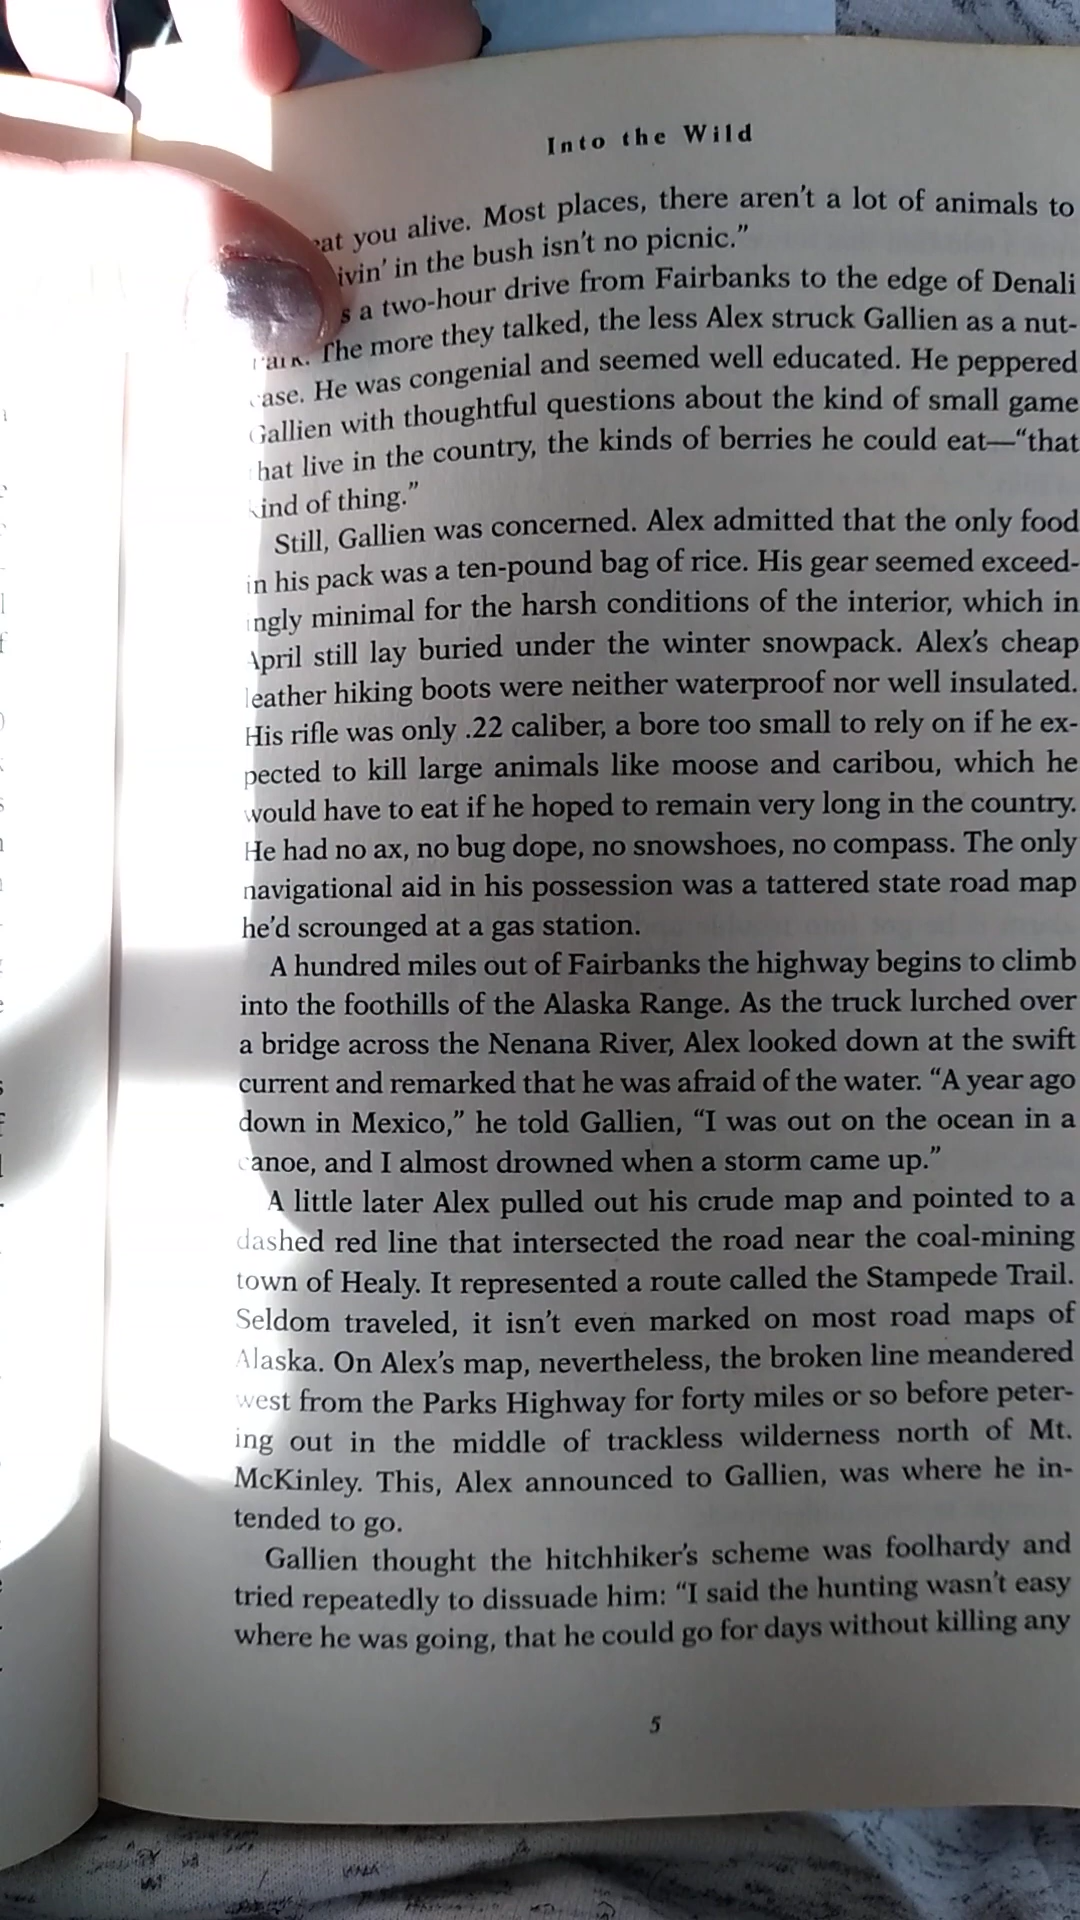 Into the Wild
eat you alive. Most places, there aren't a lot of animals to
ivin' in the bush isn't no picnic.”
s a two-hour drive from Fairbanks to the edge of Denali
Park. The more they talked, the less Alex struck Gallien as a nut-
case. He was congenial and seemed well educated. He peppered
Gallien with thoughtful questions about the kind of small game
that live in the country, the kinds of berries he could eat—“that
kind of thing.”
Still, Gallien was concerned. Alex admitted that the only food
in his pack was a ten-pound bag of rice. His gear seemed exceed-
ingly minimal for the harsh conditions of the interior, which in
April still lay buried under the winter snowpack. Alex's cheap
leather hiking boots were neither waterproof nor well insulated.
His rifle was only .22 caliber, a bore too small to rely on if he ex-
pected to kill large animals like moose and caribou, which he
would have to eat if he hoped to remain very long in the country.
He had no ax, no bug dope, no snowshoes, no compass. The only
navigational aid in his possession was a tattered state road map
he'd scrounged at a gas station.
A hundred miles out of Fairbanks the highway begins to climb
into the foothills of the Alaska Range. As the truck lurched over
a bridge across the Nenana River, Alex looked down at the swift
current and remarked that he was afraid of the water. “A year ago
down in Mexico,” he told Gallien, “I was out on the ocean in a
canoe, and I almost drowned when a storm came up.”
A little later Alex pulled out his crude map and pointed to a
dashed red line that intersected the road near the coal-mining
town of Healy. It represented a route called the Stampede Trail.
Seldom traveled, it isn't even marked on most road maps of
Alaska. On Alex's map, nevertheless, the broken line meandered
west from the Parks Highway for forty miles or so before peter-
ing out in the middle of trackless wilderness north of Mt.
McKinley. This, Alex announced to Gallien, was where he in-
tended to go.
Gallien thought the hitchhiker's scheme was foolhardy and
tried repeatedly to dissuade him: “I said the hunting wasn't easy
where he was going, that he could go for days without killing any
5